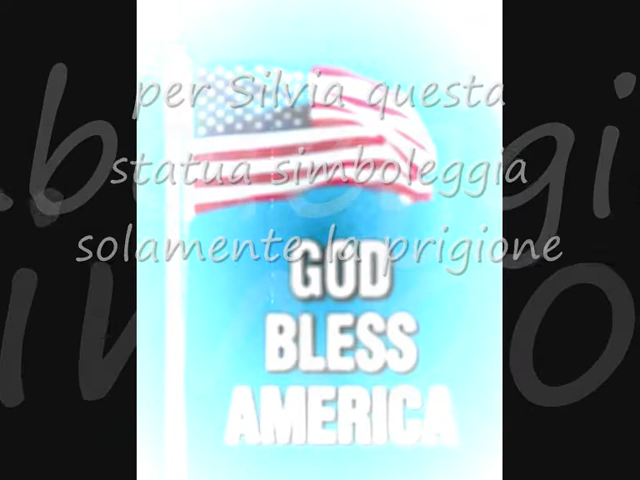 per Silvia questa
statua simboleggia
solamente la prigione
GOD
BLESS
AMERICA